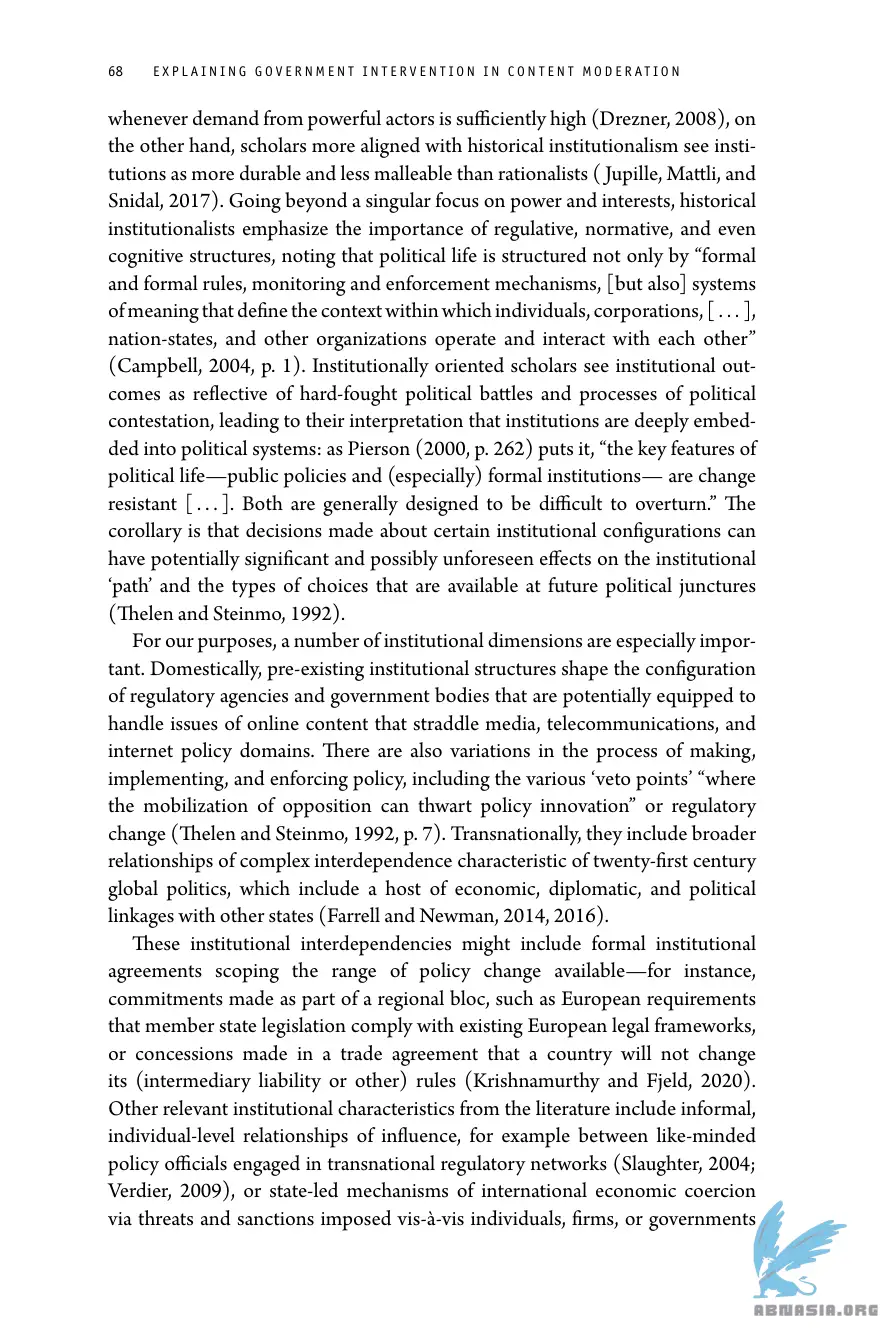 68 EXPLAINING GOVERNMENT INTERVENTION IN CONTENT MODERATION
whenever demand from powerful actors is sufficiently high (Drezner, 2008), on
the other hand, scholars more aligned with historical institutionalism see insti-
tutions as more durable and less malleable than rationalists ( Jupille, Mattli, and
Snidal, 2017). Going beyond a singular focus on power and interests, historical
institutionalists emphasize the importance of regulative, normative, and even
cognitive structures, noting that political life is structured not only by “formal
and formal rules, monitoring and enforcement mechanisms, [but also] systems
of meaning that define the context within which individuals, corporations, [ . . . ],
nation-states, and other organizations operate and interact with each other”
(Campbell, 2004, p. 1). Institutionally oriented scholars see institutional out-
comes as reflective of hard-fought political battles and processes of political
contestation, leading to their interpretation that institutions are deeply embed-
ded into political systems: as Pierson (2000, p. 262) puts it, “the key features of
political life—public policies and (especially) formal institutions— are change
resistant [ . . . ]. Both are generally designed to be difficult to overturn.” The
corollary is that decisions made about certain institutional configurations can
have potentially significant and possibly unforeseen effects on the institutional
‘path’ and the types of choices that are available at future political junctures
(Thelen and Steinmo, 1992).
For our purposes, a number of institutional dimensions are especially impor-
tant. Domestically, pre-existing institutional structures shape the configuration
of regulatory agencies and government bodies that are potentially equipped to
handle issues of online content that straddle media, telecommunications, and
internet policy domains. There are also variations in the process of making,
implementing, and enforcing policy, including the various ‘veto points’ “where
the mobilization of opposition can thwart policy innovation” or regulatory
change (Thelen and Steinmo, 1992, p. 7). Transnationally, they include broader
relationships of complex interdependence characteristic of twenty-first century
global politics, which include a host of economic, diplomatic, and political
linkages with other states (Farrell and Newman, 2014, 2016).
These institutional interdependencies might include formal institutional
agreements scoping the range of policy change available—for instance,
commitments made as part of a regional bloc, such as European requirements
that member state legislation comply with existing European legal frameworks,
or concessions made in a trade agreement that a country will not change
its (intermediary liability or other) rules (Krishnamurthy and Fjeld, 2020).
Other relevant institutional characteristics from the literature include informal,
individual-level relationships of influence, for example between like-minded
policy officials engaged in transnational regulatory networks (Slaughter, 2004;
Verdier, 2009), or state-led mechanisms of international economic coercion
via threats and sanctions imposed vis-à-vis individuals, firms, or governments
ABNASIA.ORG